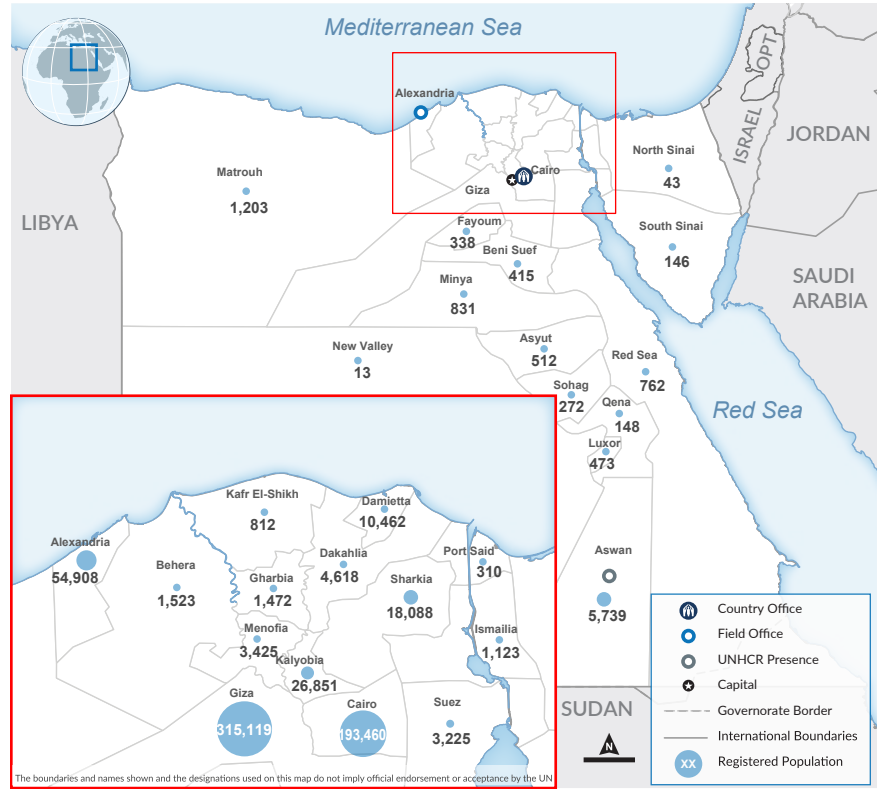 Mediterranean Sea
OPT
ISRAEL
JORDAN
Alexandria
Cairo
Giza
North Sinai
43
Matrouh
1,203
LIBYA
Fayoum
338
Beni Suef
415
South Sinai
146
SAUDI
ARABIA
Minya
831
New Valley
13
Asyut
512
Red Sea
762
Sohag
272
Qena
148
Red Sea
Luxor
473
Kafr El-Shikh
812
Damietta
10,462
Alexandria
54,908
Behera
1,523
Dakahlia
4,618
Port Said
310
Gharbia
1,472
Sharkia
18,088
Aswan
5,739
Menofia
3,425
Ismailia
1,123
Kalyobia
26,851
Giza
315,119
Cairo
193,460
Suez
3,225
SUDAN
N
Country Office
Field Office
UNHCR Presence
Capital
Governorate Border
International Boundaries
XX
Registered Population
The boundaries and names shown and the designations used on this map do not imply official endorsement or acceptance by the UN